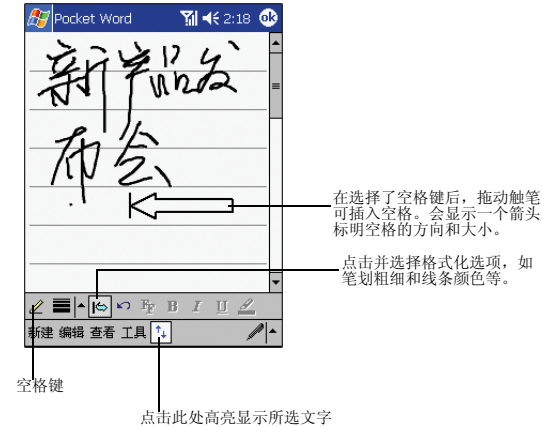 Pocket Word 2:18 ok
新产品发
布会
在选择了空格键后，拖动触笔
可插入空格。会显示一个箭头
标明空格的方向和大小。
点击并选择格式化选项，如
笔划粗细和线条颜色等。
FF B I U
新建 编辑 查看 工具
空格键
点击此处高亮显示所选文字